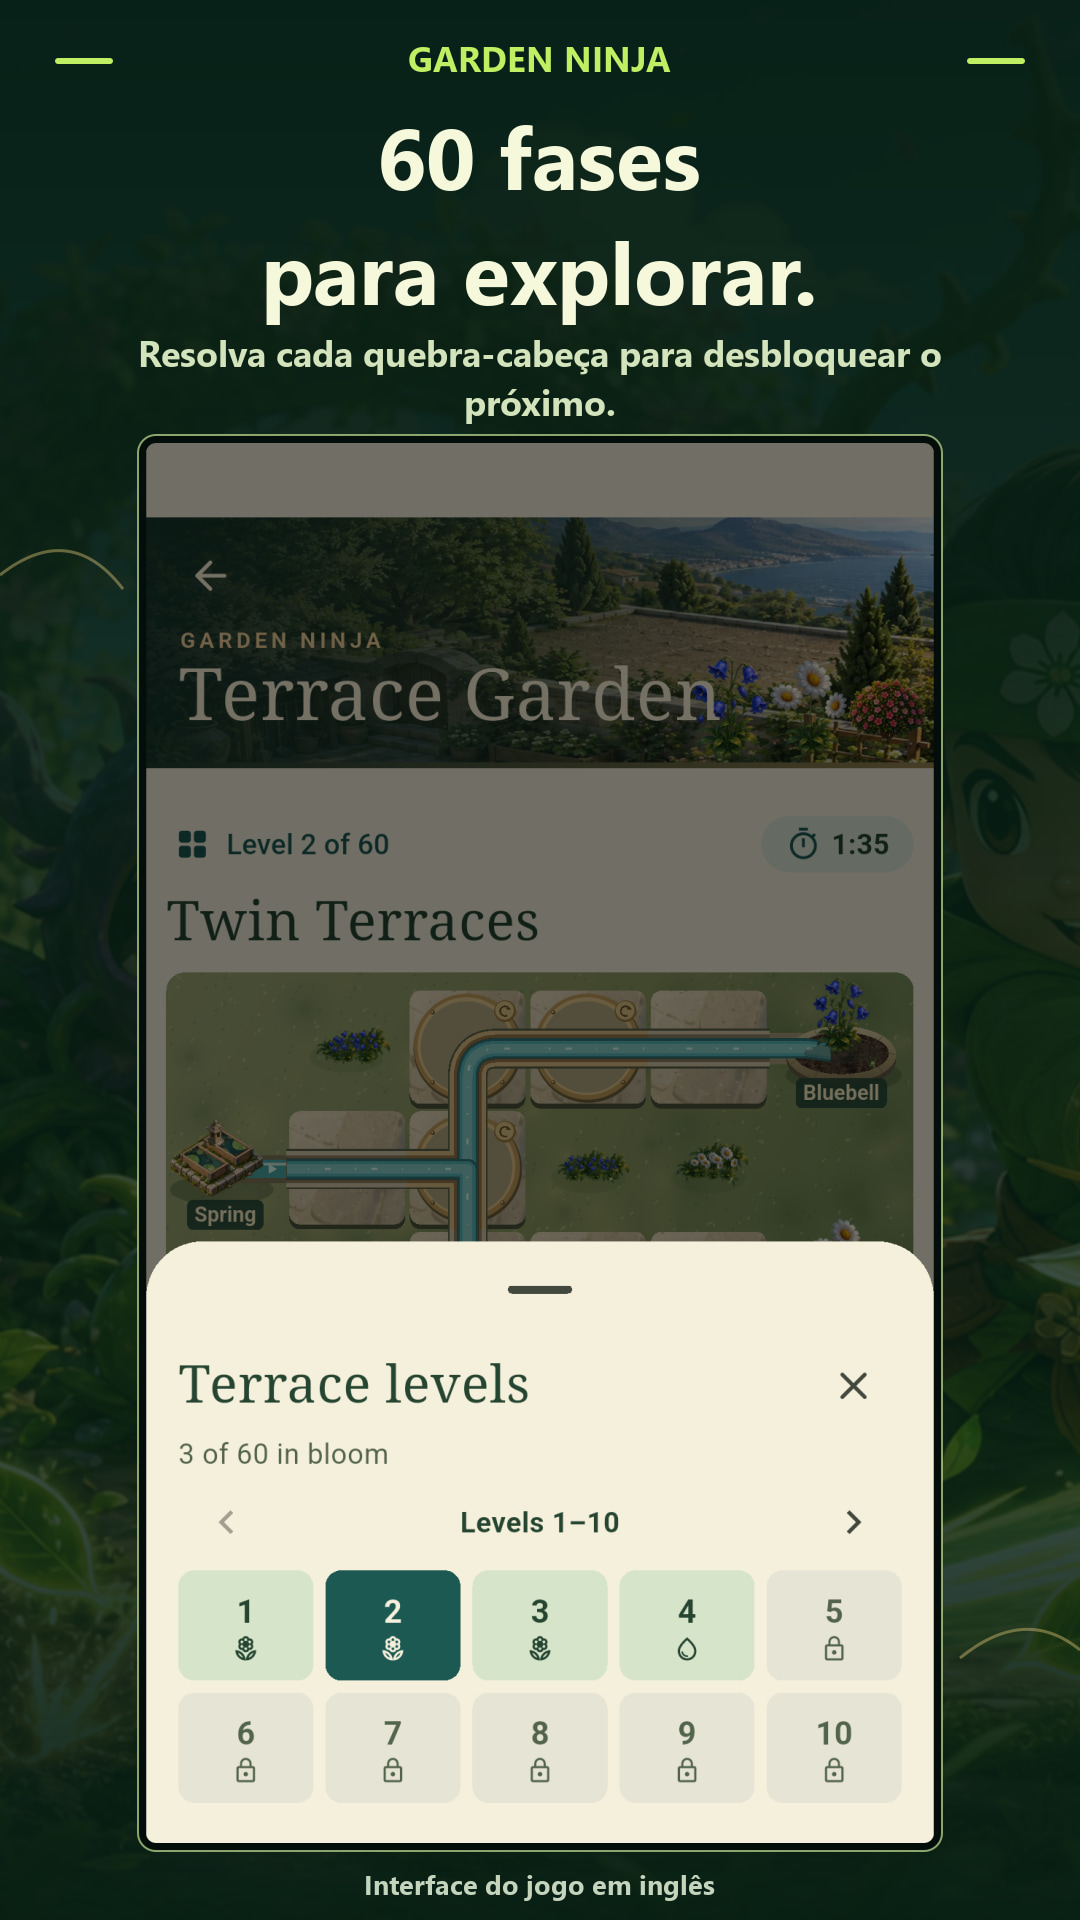 GARDEN NINJA
60 fases
para explorar.
Resolva cada quebra-cabeça para desbloquear o
próximo.
GARDEN NINJA
Terrace Garden
Level 2 of 60
1:35
Twin Terraces
Bluebell
Spring
Terrace levels
3 of 60 in bloom
Levels 1–10
1 2 3 4 5
6 7 8 9 10
Interface do jogo em inglês